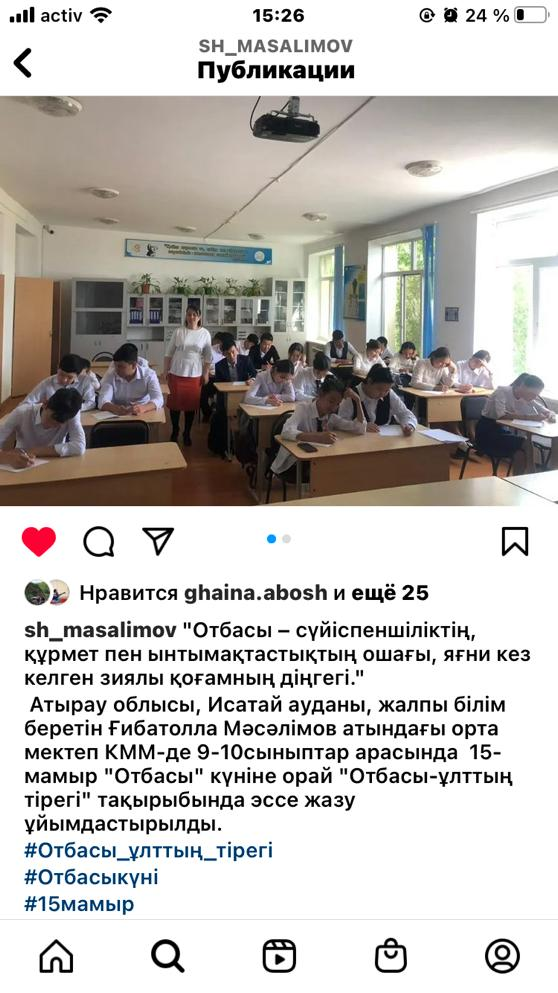 activ
15:26
24 %
SH_MASALIMOV
Публикации
Нравится ghaina.abosh и ещё 25
sh_masalimov "Отбасы – сүйіспеншіліктің,
құрмет пен ынтымақтастықтың ошағы, яғни кез
келген зиялы қоғамның діңгегі."
Атырау облысы, Исатай ауданы, жалпы білім
беретін Ғибатолла Мәсәлімов атындағы орта
мектеп КММ-де 9-10сыныптар арасында 15-
мамыр "Отбасы" күніне орай "Отбасы-ұлттың
тірегі" тақырыбында эссе жазу
ұйымдастырылды.
#Отбасы_ұлттың_тірегі
#Отбасыкүні
#15мамыр